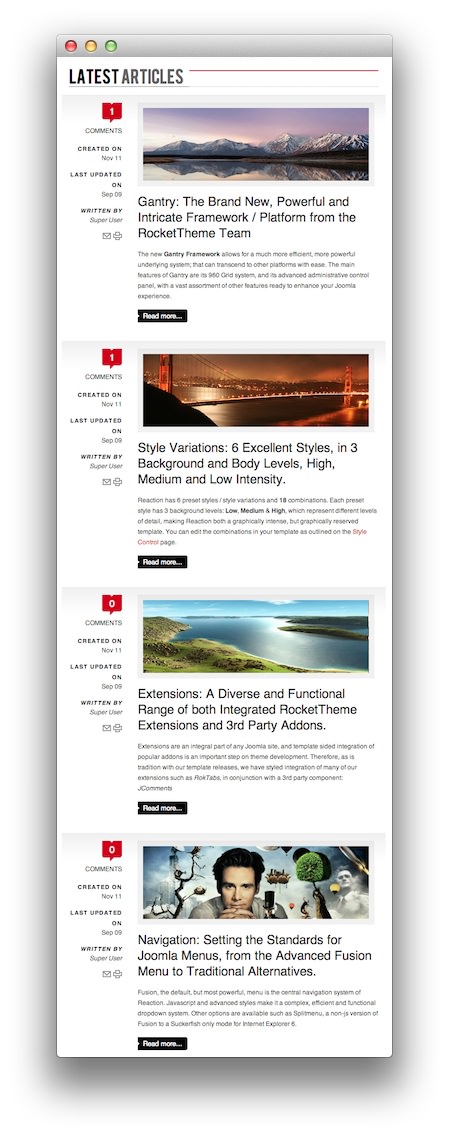 LATEST ARTICLES
1
COMMENTS
CREATED ON
Nov 11
LAST UPDATED
ON
Sep 09
WRITTEN BY
Super User
Gantry: The Brand New, Powerful and
Intricate Framework / Platform from the
RocketTheme Team
The new Gantry Framework allows for a much more efficient, more powerful
underlying system; that can transcend to other platforms with ease. The main
features of Gantry are its 960 Grid system, and its advanced administrative control
panel, with a vast assortment of other features ready to enhance your Joomla
experience.
Read more...
1
COMMENTS
CREATED ON
Nov 11
LAST UPDATED
ON
Sep 09
WRITTEN BY
Super User
Style Variations: 6 Excellent Styles, in 3
Background and Body Levels, High,
Medium and Low Intensity.
Reaction has 6 preset styles / style variations and 18 combinations. Each preset
style has 3 background levels: Low, Medium & High, which represent different levels
of detail, making Reaction both a graphically intense, but graphically reserved
template. You can edit the combinations in your template as outlined on the Style
Control page.
Read more...
0
COMMENTS
CREATED ON
Nov 11
LAST UPDATED
ON
Sep 09
WRITTEN BY
Super User
Extensions: A Diverse and Functional
Range of both Integrated RocketTheme
Extensions and 3rd Party Addons.
Extensions are an integral part of any Joomla site, and template sided integration of
popular addons is an important step on theme development. Therefore, as is
tradition with our template releases, we have styled integration of many of our
extensions such as RokTabs, in conjunction with a 3rd party component:
JComments
Read more...
0
COMMENTS
CREATED ON
Nov 11
LAST UPDATED
ON
Sep 09
WRITTEN BY
Super User
Navigation: Setting the Standards for
Joomla Menus, from the Advanced Fusion
Menu to Traditional Alternatives.
Fusion, the default, but most powerful, menu is the central navigation system of
Reaction. Javascript and advanced styles make it a complex, efficient and functional
dropdown system. Other options are available such as Splitmenu, a non-js version of
Fusion to a Suckerfish only mode for Internet Explorer 6.
Read more...